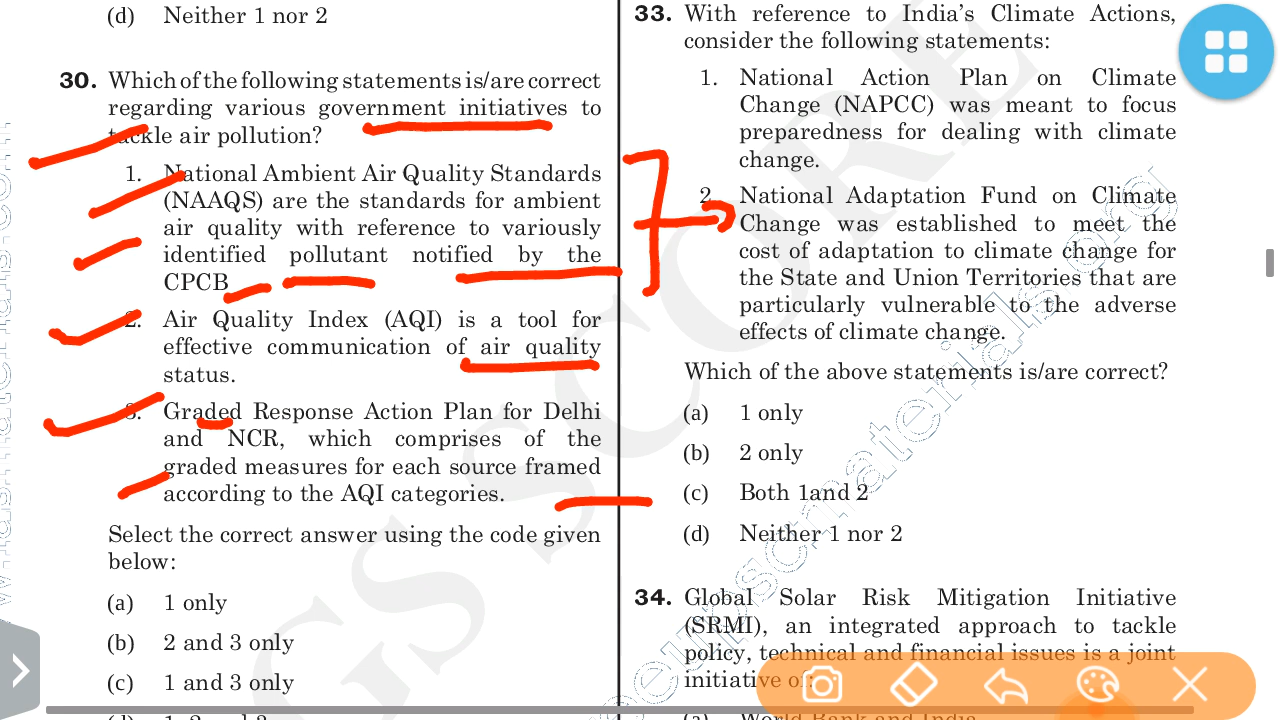 (d) Neither 1 nor 2
30. Which of the following statements is/are correct
regarding various government initiatives to
tackle air pollution?
1. National Ambient Air Quality Standards
(NAAQS) are the standards for ambient
air quality with reference to variously
identified pollutant notified by the
CPCB
2. Air Quality Index (AQI) is a tool for
effective communication of air quality
status.
3. Graded Response Action Plan for Delhi
and NCR, which comprises of the
graded measures for each source framed
according to the AQI categories.
Select the correct answer using the code given
below:
(a) 1 only
(b) 2 and 3 only
(c) 1 and 3 only
33. With reference to India's Climate Actions,
consider the following statements:
1. National Action Plan on Climate
Change (NAPCC) was meant to focus
preparedness for dealing with climate
change.
2. National Adaptation Fund on Climate
Change was established to meet the
cost of adaptation to climate change for
the State and Union Territories that are
particularly vulnerable to the adverse
effects of climate change.
Which of the above statements is/are correct?
(a) 1 only
(b) 2 only
(c) Both 1and 2
(d) Neither 1 nor 2
34. Global Solar Risk Mitigation Initiative
(SRMI), an integrated approach to tackle
policy, technical and financial issues is a joint
initiative of:
(a) World Bank and India
GS SCORE